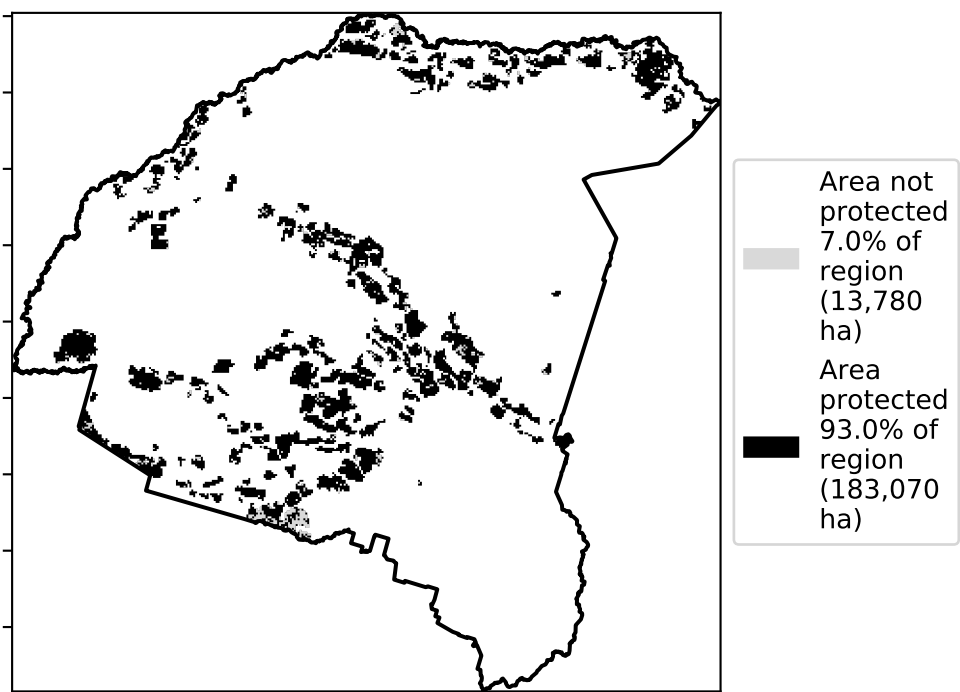 Area not
protected
7.0% of
region
(13,780
ha)
Area
protected
93.0% of
region
(183,070
ha)